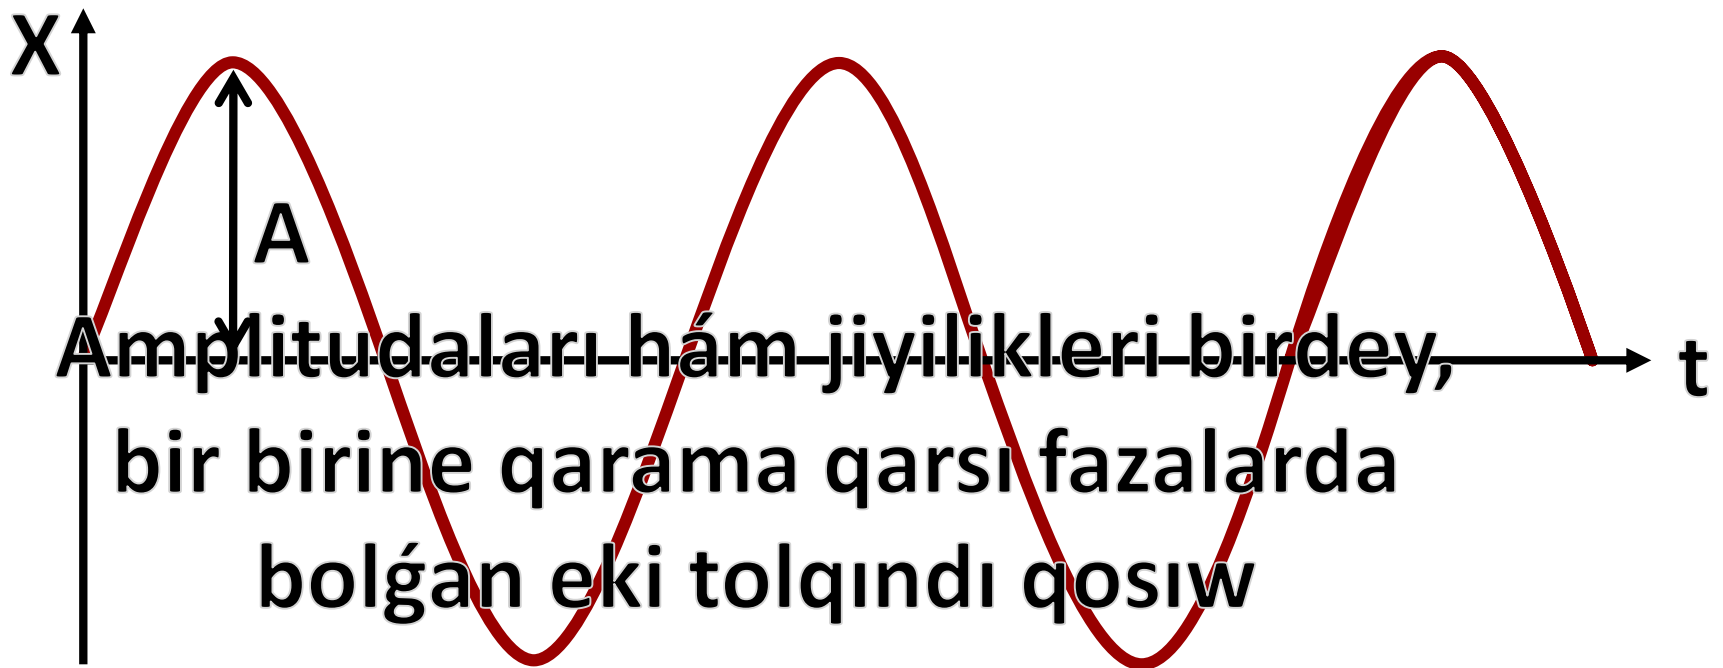 X
A
Amplitudaları hám jiyilikleri birdey,
t
bir birine qarama qarsı fazalarda
bolǵan eki tolqındı qosıw